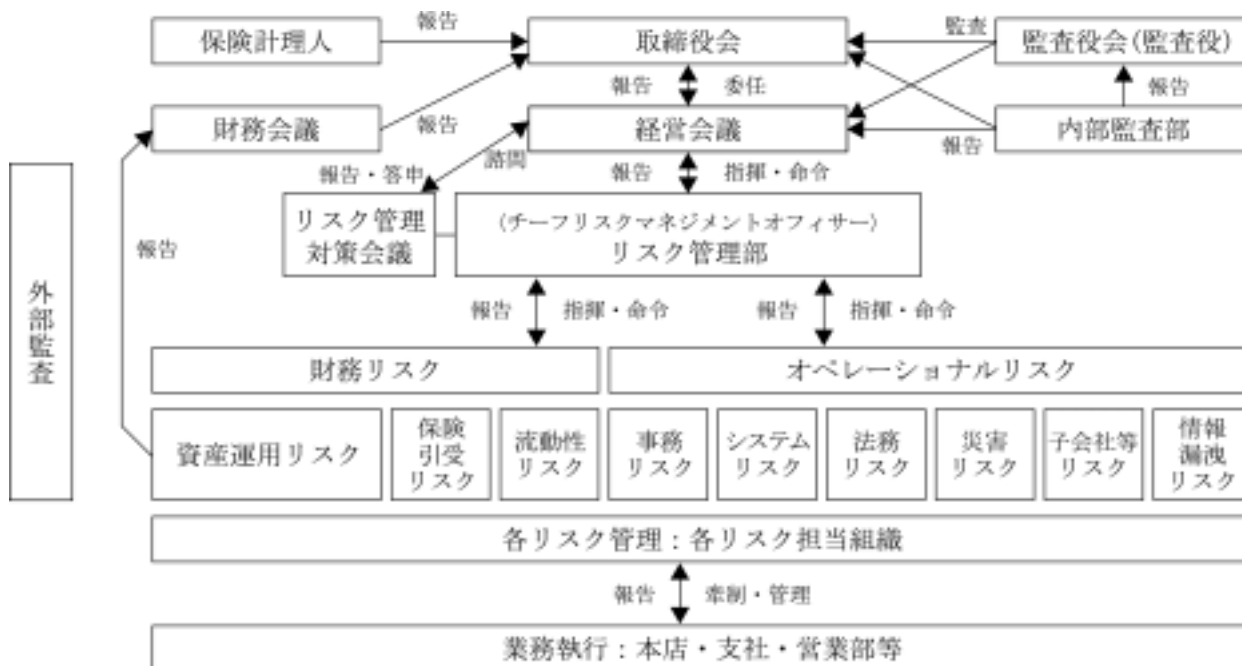 保険計理人
報告
取締役会
監査
監査役会(監査役)
報告
委任
報告
財務会議
報告
経営会議
報告
内部監査部
報告・答申
諮問
報告
指揮・命令
リスク管理
対策会議
(チーフリスクマネジメントオフィサー)
リスク管理部
報告
外部監査
報告
指揮・命令
報告
指揮・命令
財務リスク
オペレーショナルリスク
資産運用リスク
保険
引受
リスク
流動性
リスク
事務
リスク
システム
リスク
法務
リスク
災害
リスク
子会社等
リスク
情報
漏洩
リスク
各リスク管理：各リスク担当組織
報告
牽制・管理
業務執行：本店・支社・営業部等